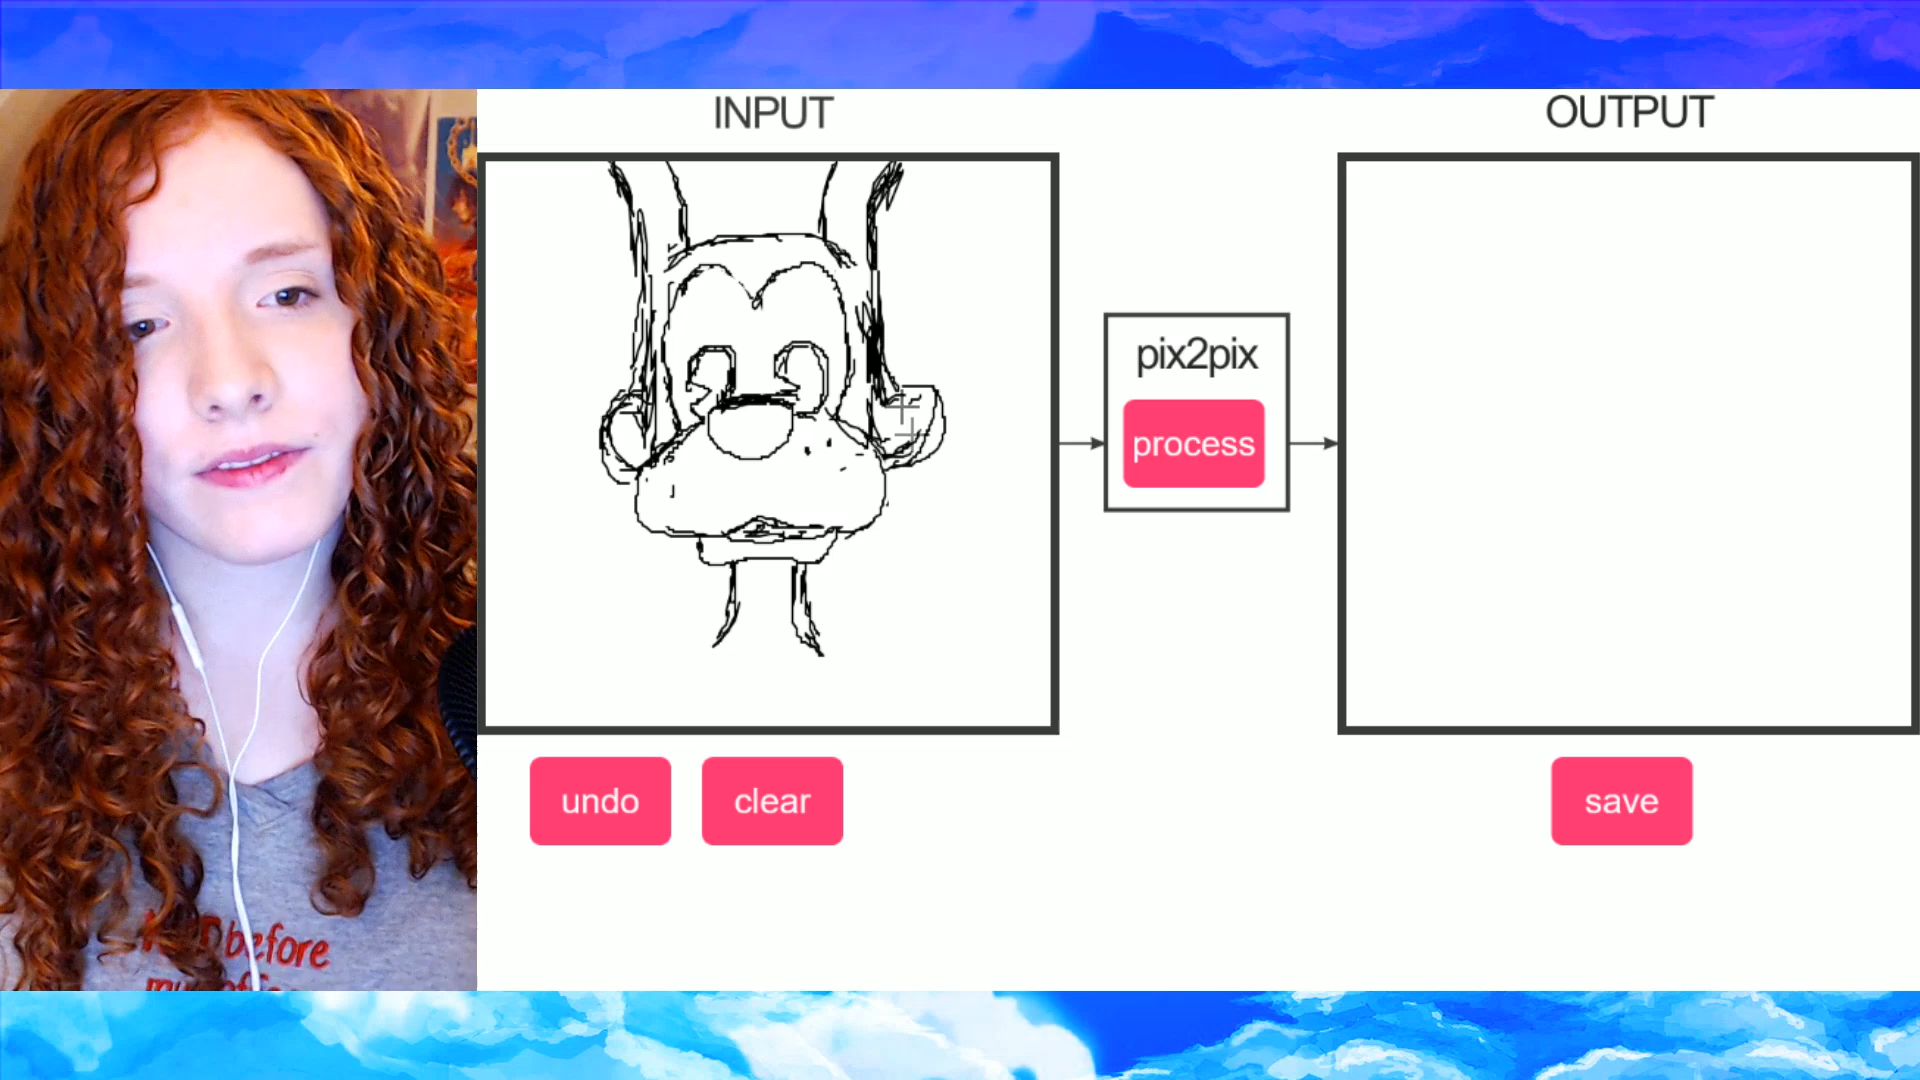 INPUT
OUTPUT
pix2pix
process
undo
clear
save
before